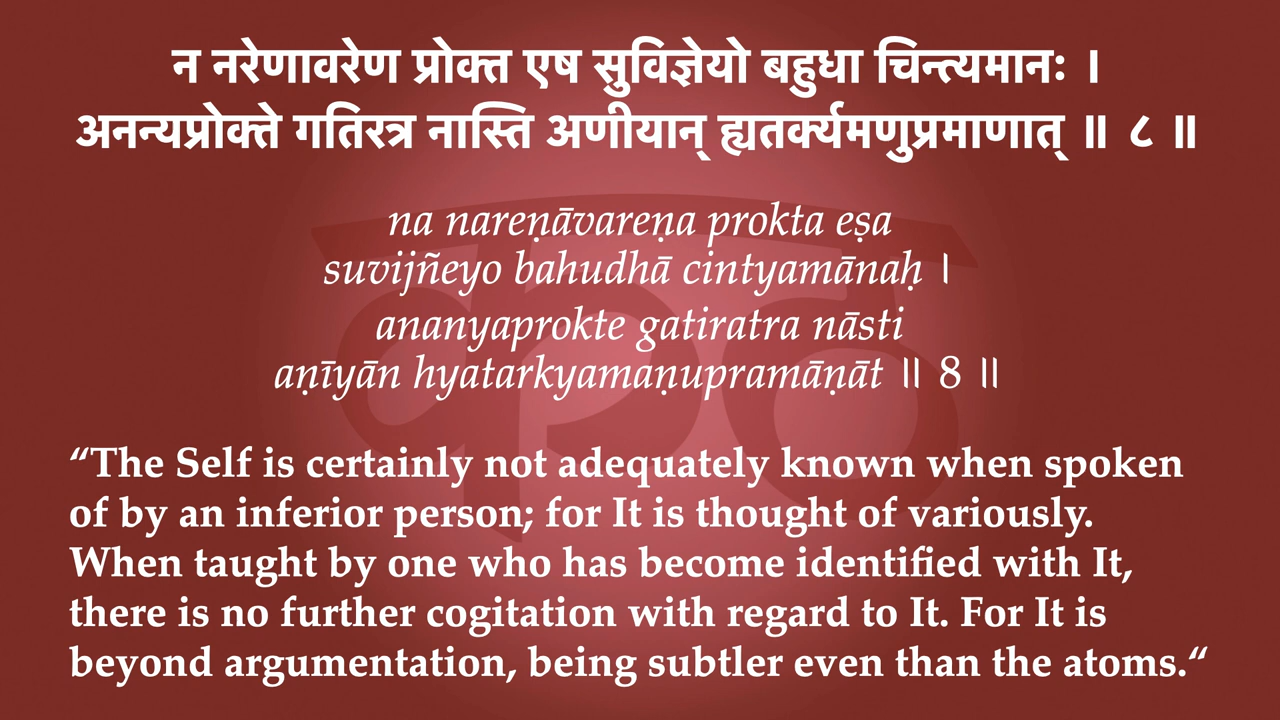 न नरेणावरेण प्रोक्त एष सुविज्ञेयो बहुधा चिन्त्यमानः ।
अनन्यप्रोक्ते गतिरत्र नास्ति अणीयान् ह्यतर्क्यमणुप्रमाणात् ॥ ८ ॥
na nareṇāvareṇa prokta eṣa
suvijñeyo bahudhā cintyamānaḥ ।
ananyaprokte gatiratra nāsti
aṇīyān hyatarkyamaṇupramāṇāt ॥ 8 ॥
“The Self is certainly not adequately known when spoken
of by an inferior person; for It is thought of variously.
When taught by one who has become identified with It,
there is no further cogitation with regard to It. For It is
beyond argumentation, being subtler even than the atoms.“
कठ